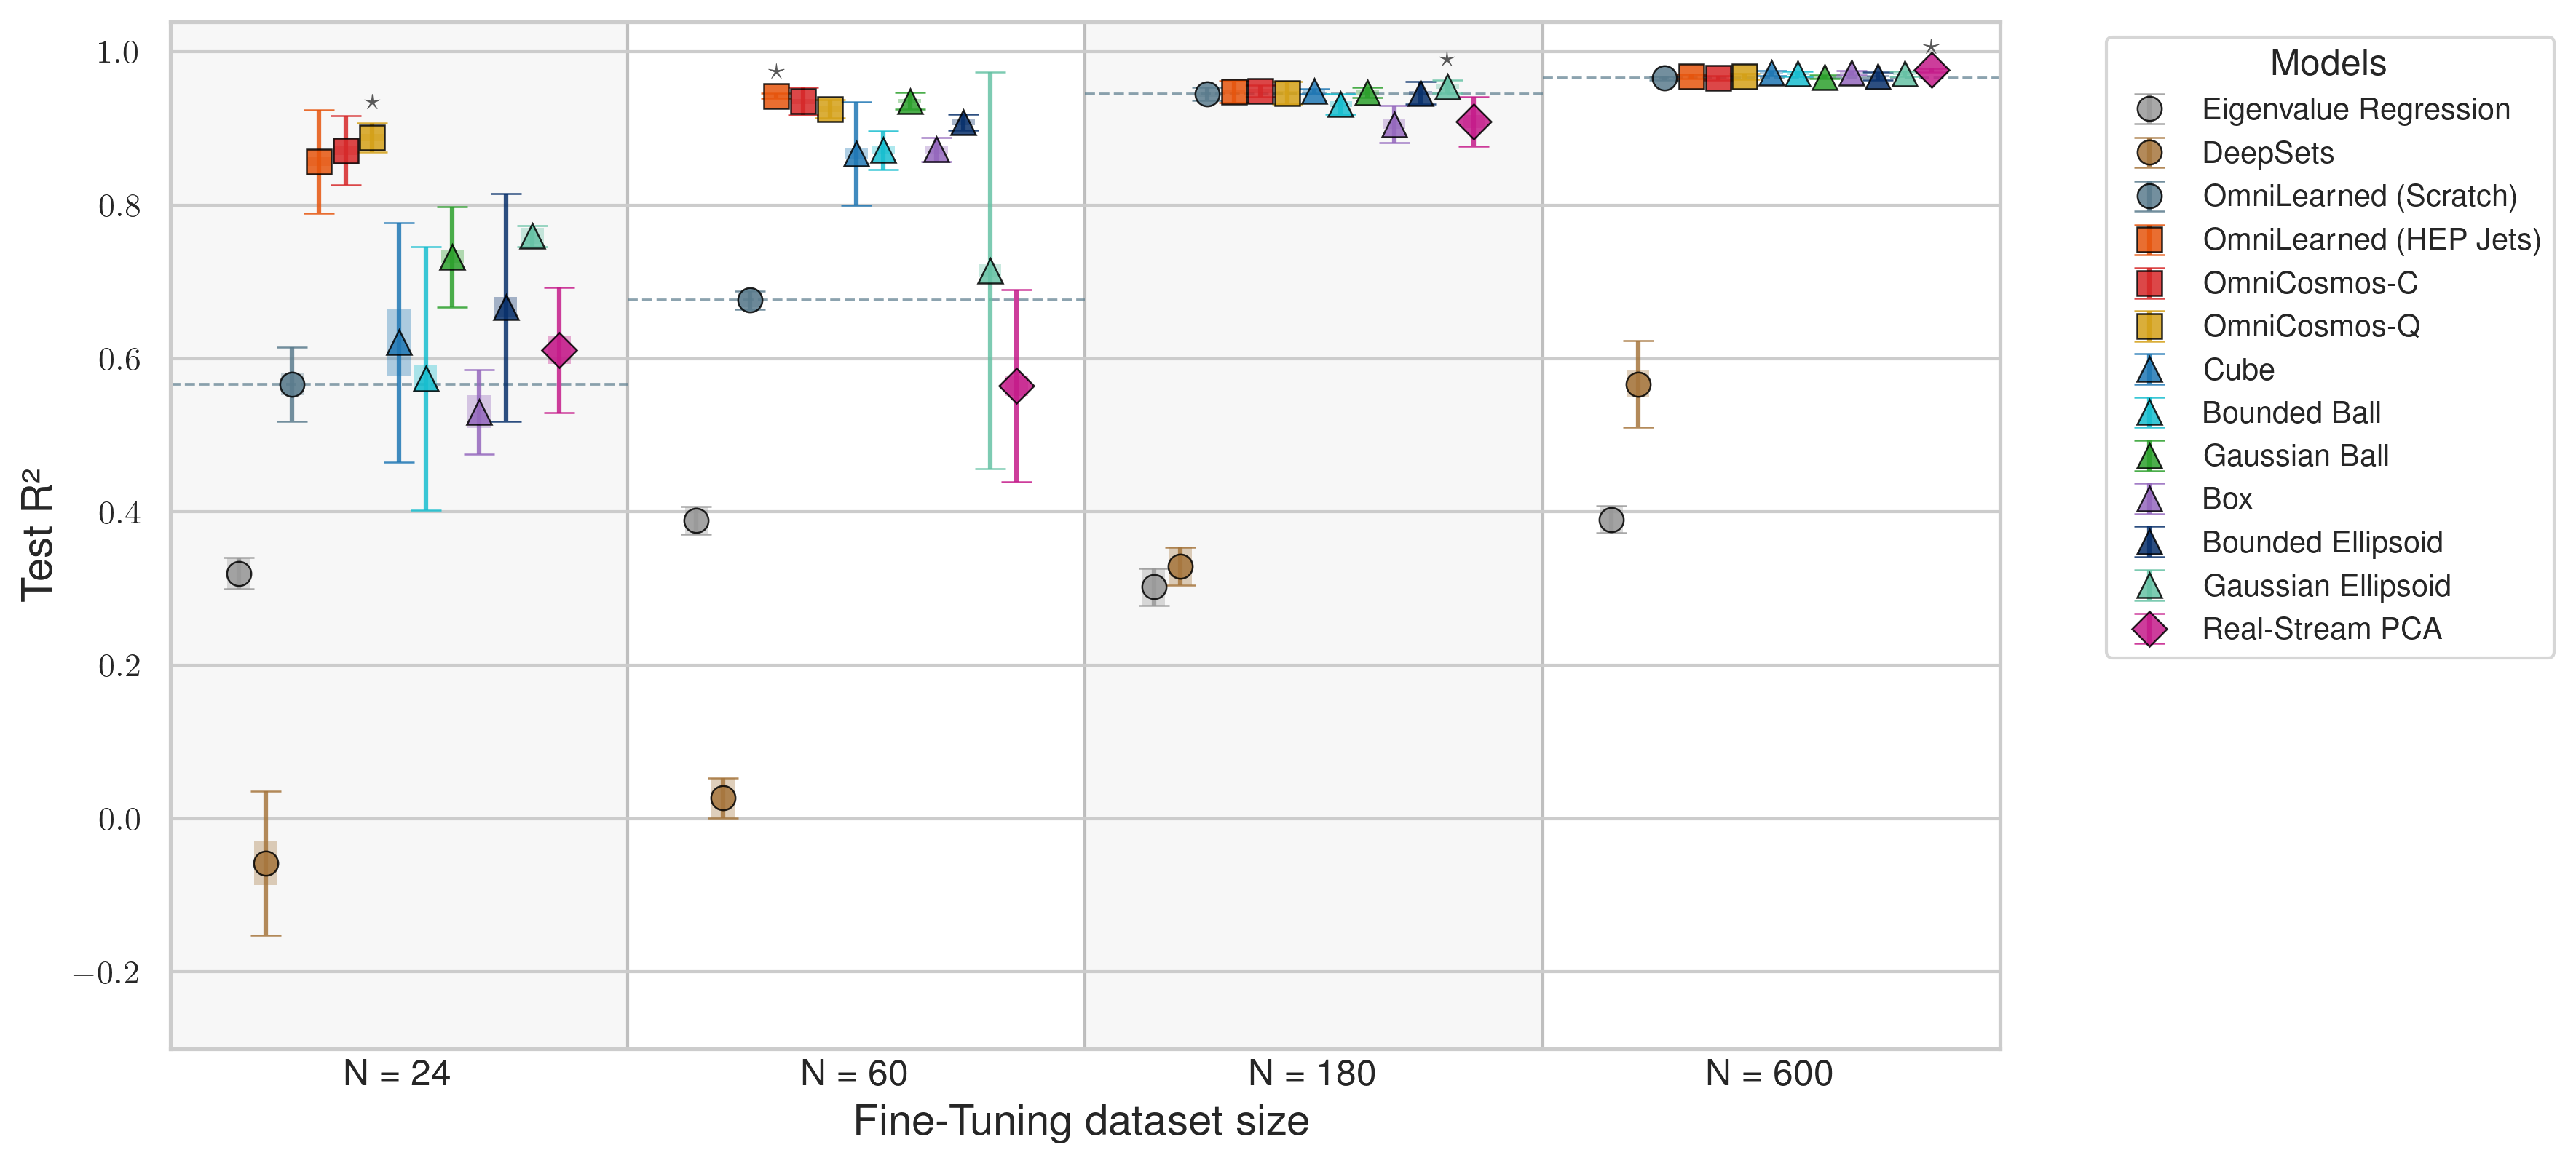 1.0
0.8
0.6
0.4
0.2
0.0
−0.2
Test R²
N = 24
N = 60
N = 180
N = 600
Fine-Tuning dataset size
Models
Eigenvalue Regression
DeepSets
OmniLearned (Scratch)
OmniLearned (HEP Jets)
OmniCosmos-C
OmniCosmos-Q
Cube
Bounded Ball
Gaussian Ball
Box
Bounded Ellipsoid
Gaussian Ellipsoid
Real-Stream PCA